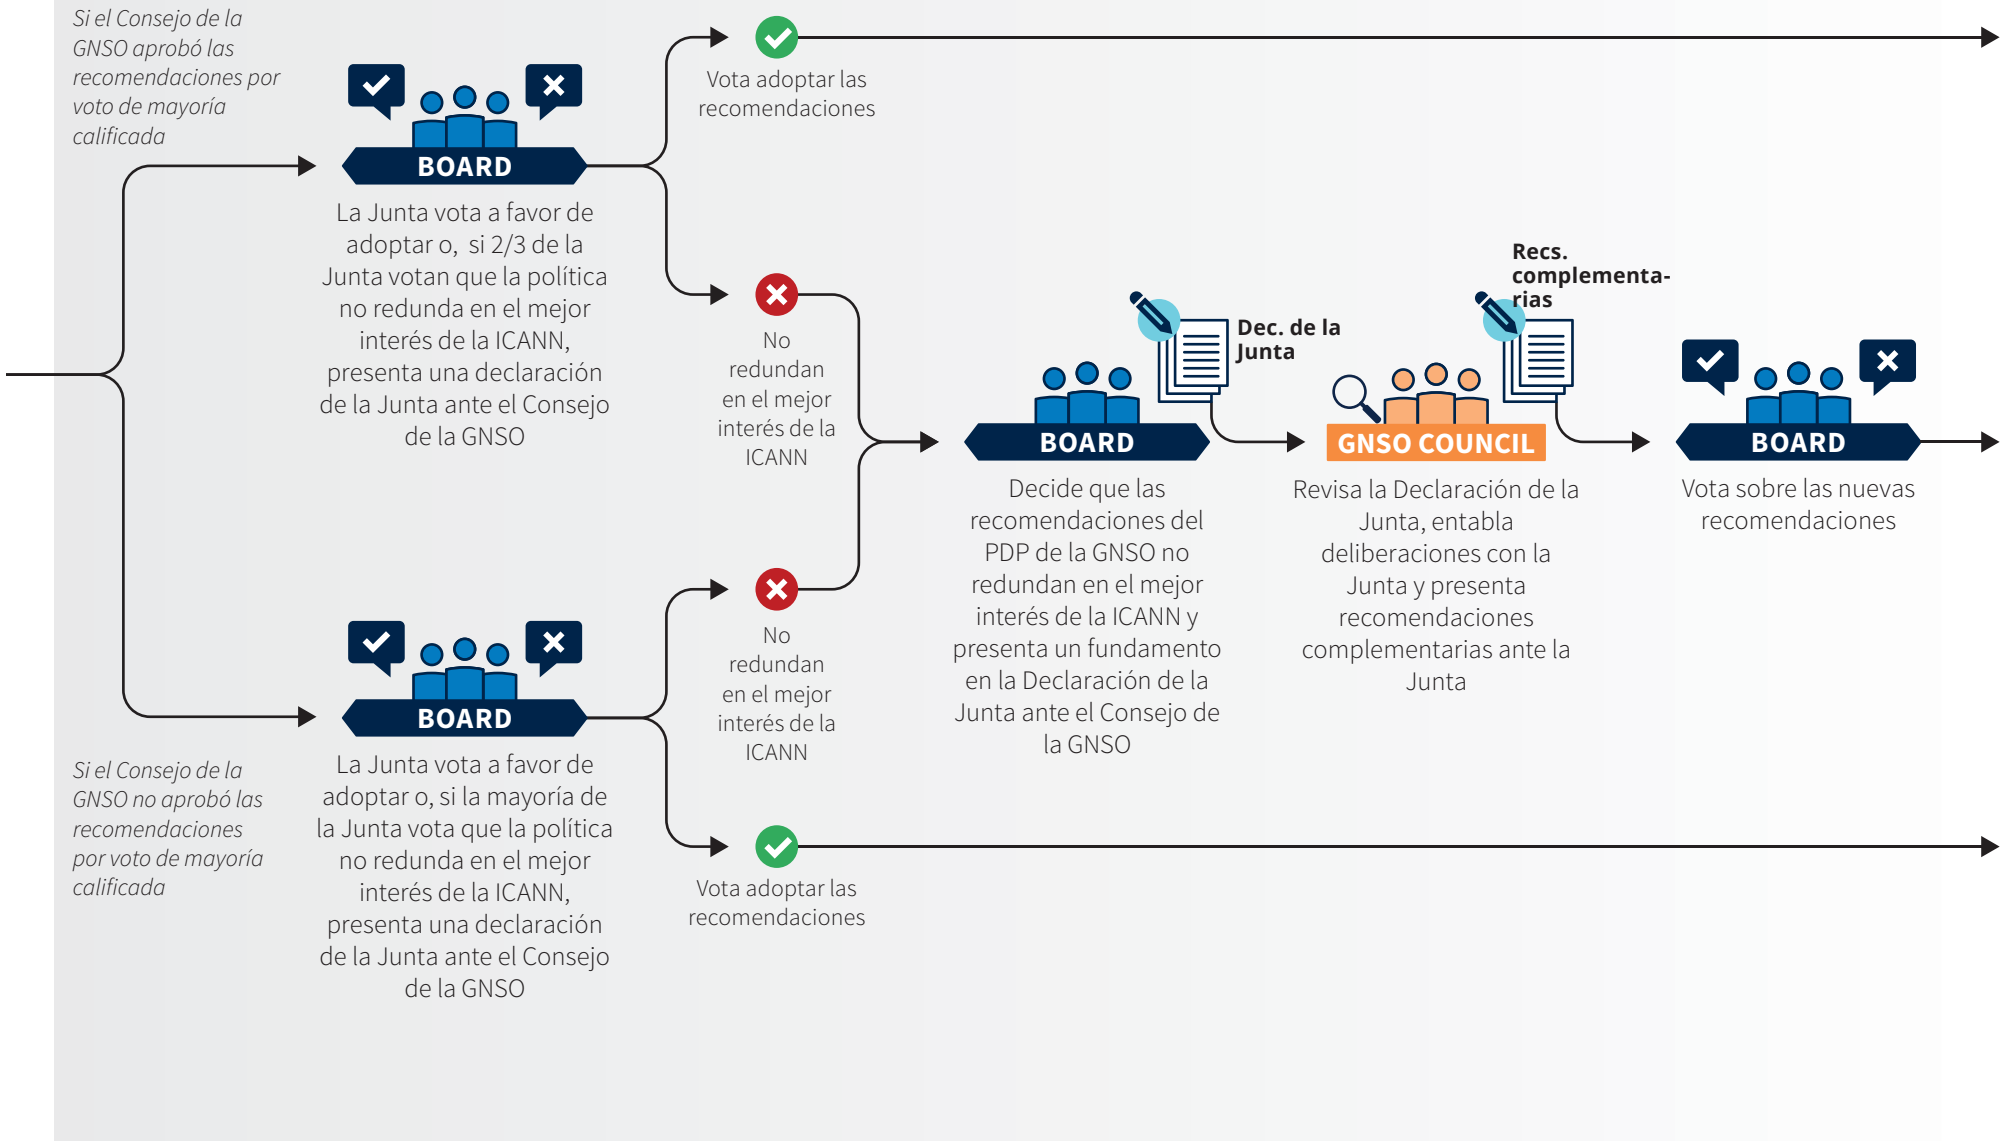 Si el Consejo de la
GNSO aprobó las
recomendaciones por
voto de mayoría
calificada
BOARD
La Junta vota a favor de
adoptar o, si 2/3 de la
Junta votan que la política
no redunda en el mejor
interés de la ICANN,
presenta una declaración
de la Junta ante el Consejo
de la GNSO
Vota adoptar las
recomendaciones
No
redundan
en el mejor
interés de la
ICANN
Si el Consejo de la
GNSO no aprobó las
recomendaciones
por voto de mayoría
calificada
BOARD
La Junta vota a favor de
adoptar o, si la mayoría de
la Junta vota que la política
no redunda en el mejor
interés de la ICANN,
presenta una declaración
de la Junta ante el Consejo
de la GNSO
No
redundan
en el mejor
interés de la
ICANN
Vota adoptar las
recomendaciones
Dec. de la
Junta
BOARD
Decide que las
recomendaciones del
PDP de la GNSO no
redundan en el mejor
interés de la ICANN y
presenta un fundamento
en la Declaración de la
Junta ante el Consejo de
la GNSO
Recs.
complementa-
rias
GNSO COUNCIL
Revisa la Declaración de la
Junta, entabla
deliberaciones con la
Junta y presenta
recomendaciones
complementarias ante la
Junta
BOARD
Vota sobre las nuevas
recomendaciones